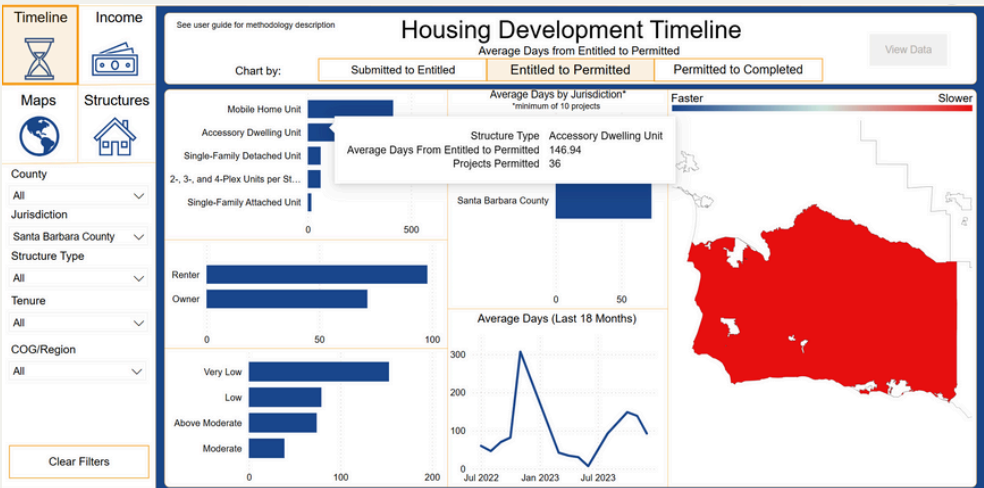 Timeline
Income
Maps
Structures
County
All
Jurisdiction
Santa Barbara County
Structure Type
All
Tenure
All
COG/Region
All
Clear Filters
See user guide for methodology description
Housing Development Timeline
Average Days from Entitled to Permitted
View Data
Chart by:
Submitted to Entitled
Entitled to Permitted
Permitted to Completed
Mobile Home Unit
Accessory Dwelling Unit
Single-Family Detached Unit
2-, 3-, and 4-Plex Units per St...
Single-Family Attached Unit
0 500
Average Days by Jurisdiction*
*minimum of 10 projects
Structure Type Accessory Dwelling Unit
Average Days From Entitled to Permitted 146.94
Projects Permitted 36
Santa Barbara County
0 50
Faster Slower
Renter
Owner
0 50 100
Very Low
Low
Above Moderate
Moderate
0 100 200
Average Days (Last 18 Months)
300
200
100
0
Jul 2022 Jan 2023 Jul 2023